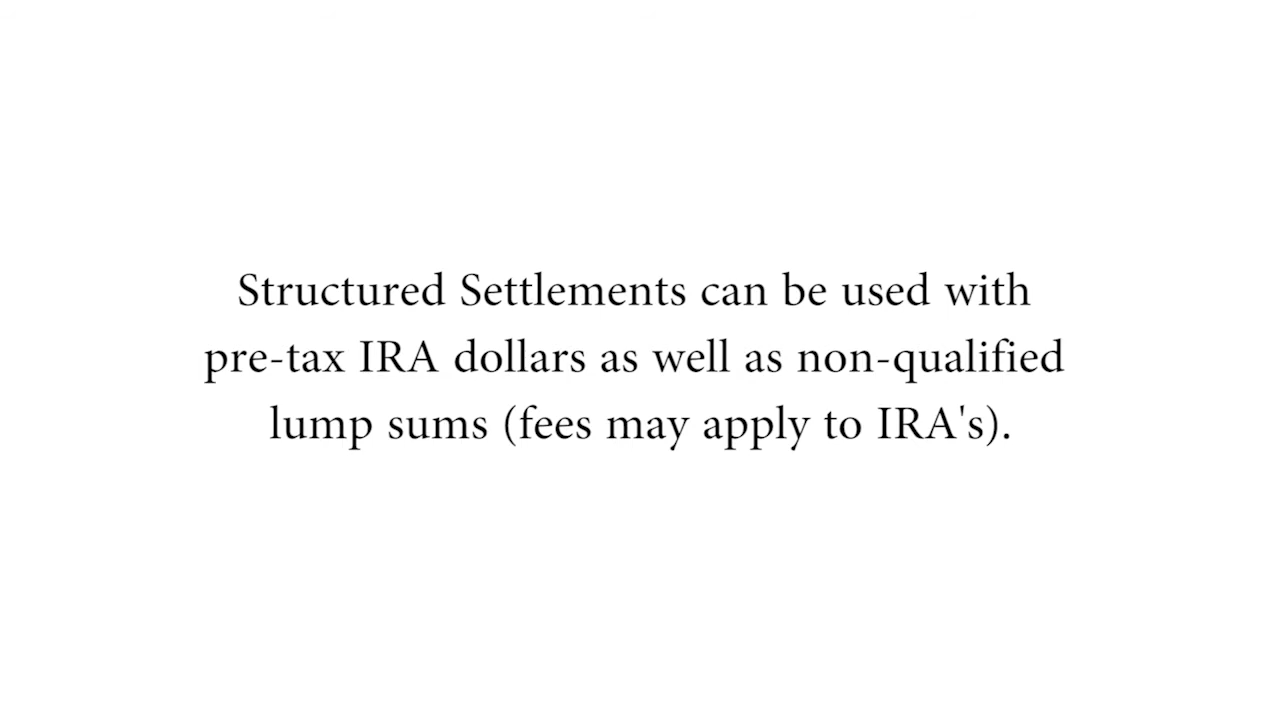 Structured Settlements can be used with
pre-tax IRA dollars as well as non-qualified
lump sums (fees may apply to IRA's).